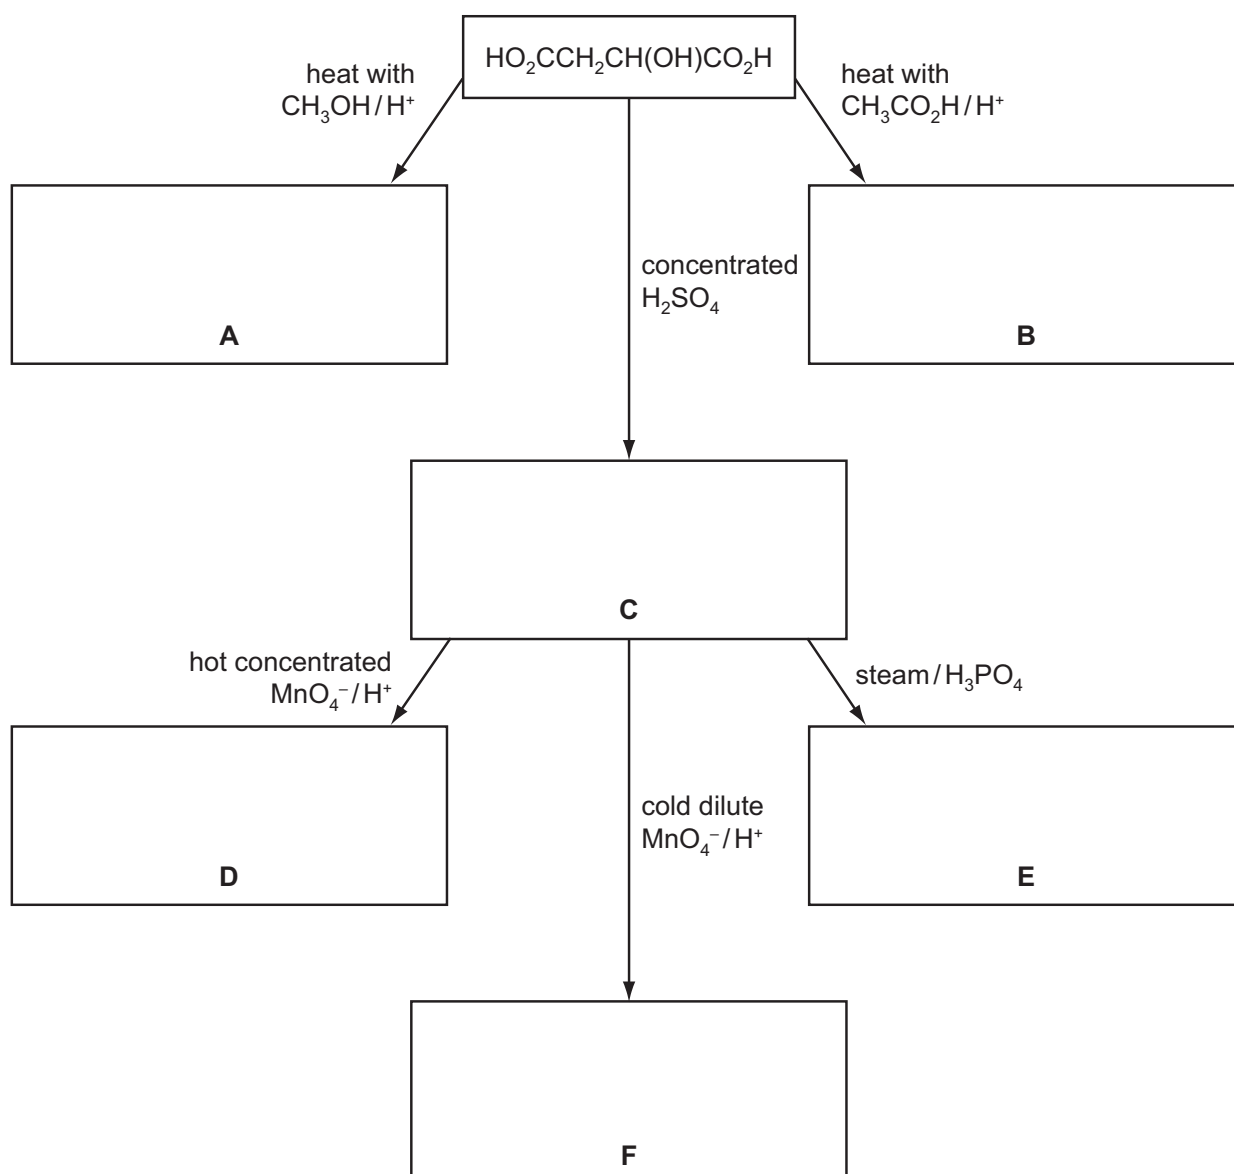 HO₂CCH₂CH(OH)CO₂H
heat with
CH₃OH/H⁺
heat with
CH₃CO₂H/H⁺
concentrated
H₂SO₄
A
B
C
hot concentrated
MnO₄⁻/H⁺
steam/H₃PO₄
cold dilute
MnO₄⁻/H⁺
D
E
F